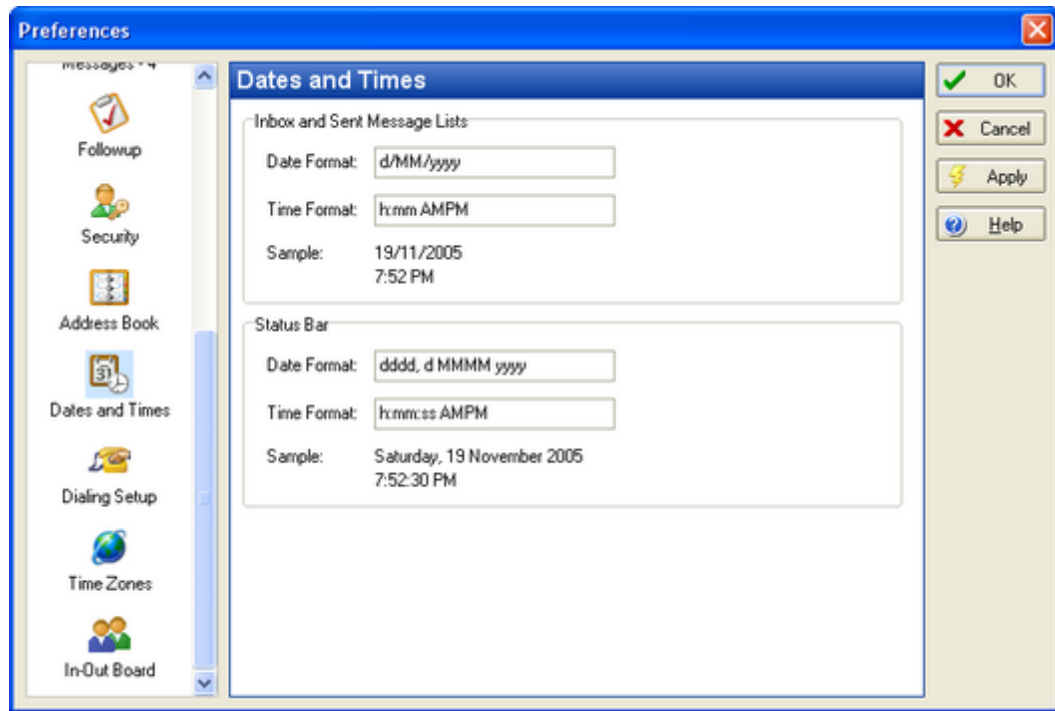 Preferences
Messages - 4
Followup
Security
Address Book
Dates and Times
Dialing Setup
Time Zones
In-Out Board
Dates and Times
Inbox and Sent Message Lists
Date Format: d/MM/yyyy
Time Format: h:mm AMPM
Sample: 19/11/2005
7:52 PM
Status Bar
Date Format: dddd, d MMMM yyyy
Time Format: h:mm:ss AMPM
Sample: Saturday, 19 November 2005
7:52:30 PM
OK
Cancel
Apply
Help